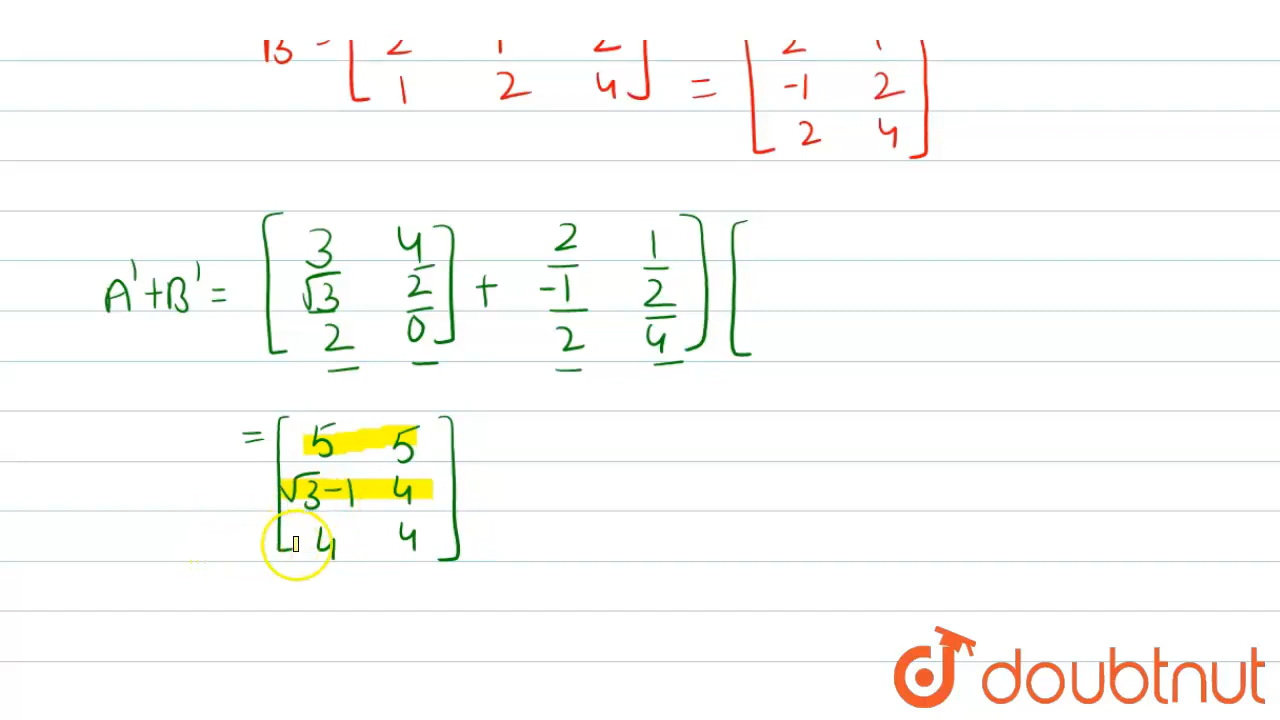 B = [ 2 1 2 [ 2 1
1 2 4 ] = -1 2
2 4 ]
[ 3 4 ] 2 1 ] [
A'+B' = √3 2 + -1 2
2 0 2 4
= [ 5 5 ]
√3-1 4
4 4
doubtnut